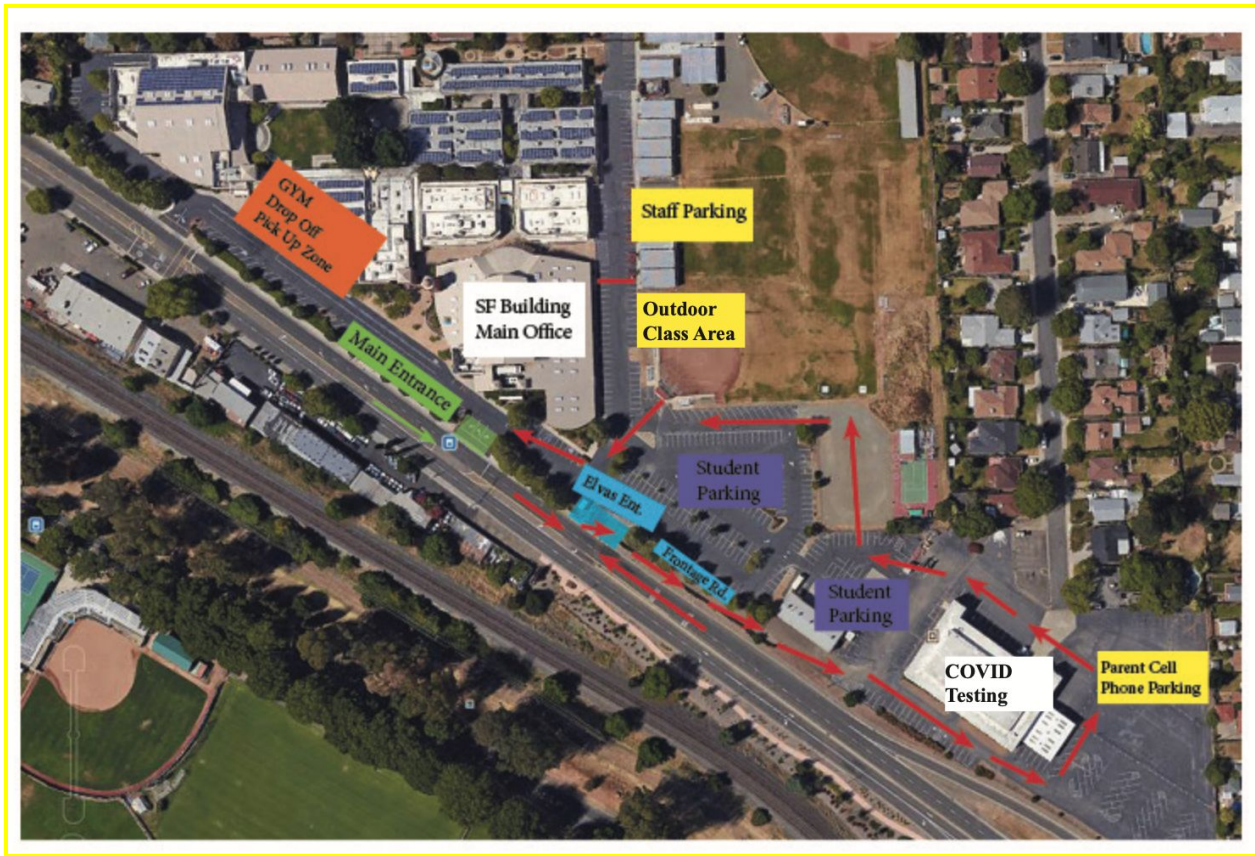 GYM
Drop Off
Pick Up Zone
Staff Parking
SF Building
Main Office
Outdoor
Class Area
Main Entrance
Student
Parking
Elvas Ent.
Frontage Rd.
Student
Parking
COVID
Testing
Parent Cell
Phone Parking